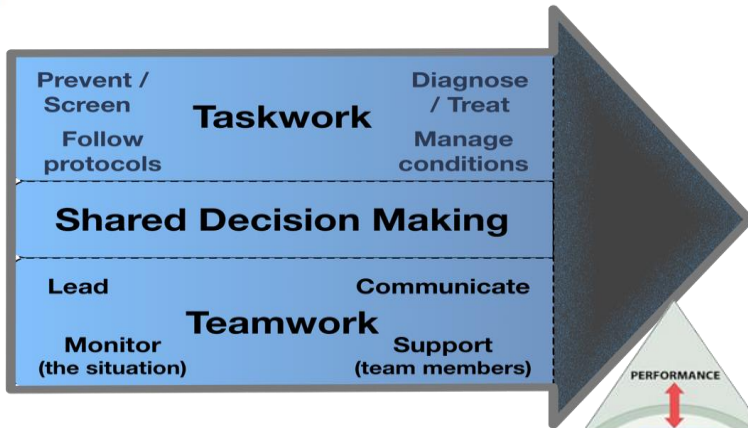 Prevent /
Screen
Diagnose
/ Treat
Taskwork
Follow
protocols
Manage
conditions
Shared Decision Making
Lead
Communicate
Teamwork
Monitor
(the situation)
Support
(team members)
PERFORMANCE